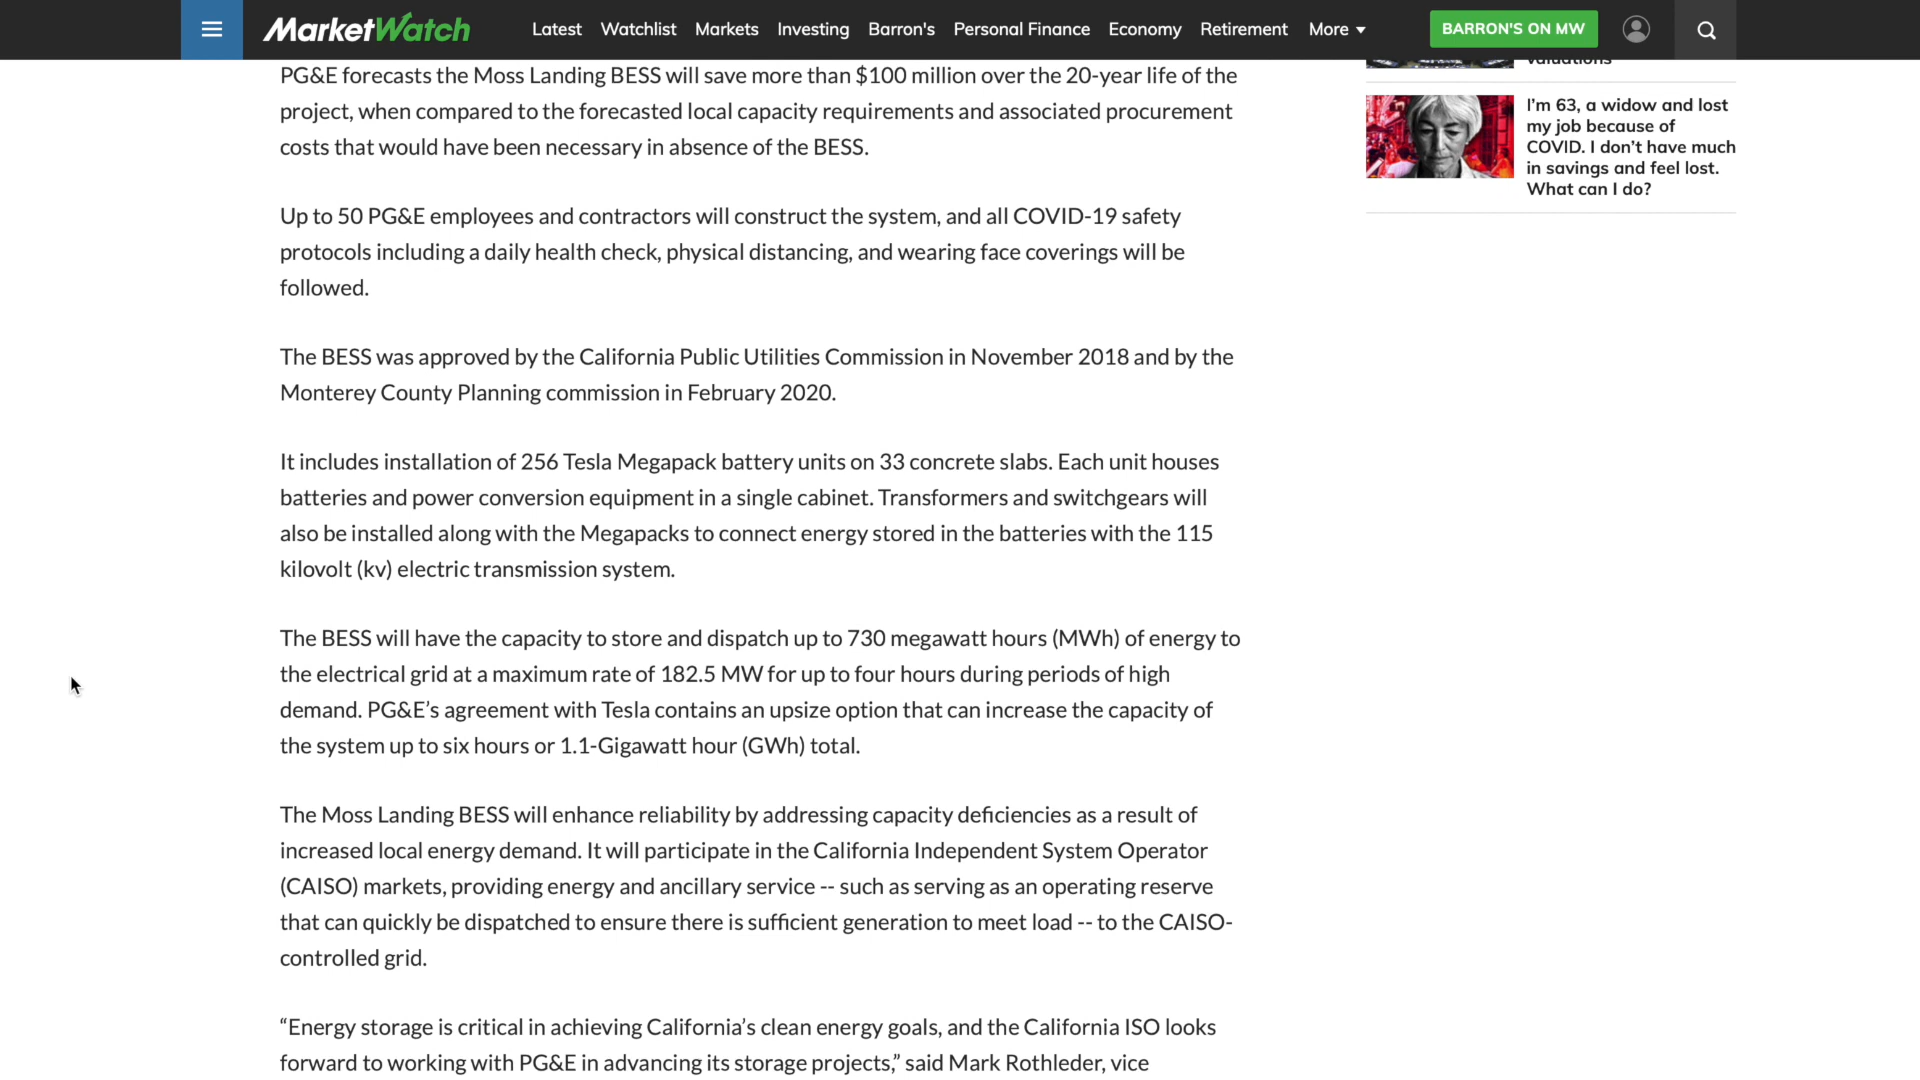 MarketWatch
Latest Watchlist Markets Investing Barron's Personal Finance Economy Retirement More BARRON'S ON MW
PG&E forecasts the Moss Landing BESS will save more than $100 million over the 20-year life of the
project, when compared to the forecasted local capacity requirements and associated procurement
costs that would have been necessary in absence of the BESS.
Up to 50 PG&E employees and contractors will construct the system, and all COVID-19 safety
protocols including a daily health check, physical distancing, and wearing face coverings will be
followed.
The BESS was approved by the California Public Utilities Commission in November 2018 and by the
Monterey County Planning commission in February 2020.
It includes installation of 256 Tesla Megapack battery units on 33 concrete slabs. Each unit houses
batteries and power conversion equipment in a single cabinet. Transformers and switchgears will
also be installed along with the Megapacks to connect energy stored in the batteries with the 115
kilovolt (kv) electric transmission system.
The BESS will have the capacity to store and dispatch up to 730 megawatt hours (MWh) of energy to
the electrical grid at a maximum rate of 182.5 MW for up to four hours during periods of high
demand. PG&E’s agreement with Tesla contains an upsize option that can increase the capacity of
the system up to six hours or 1.1-Gigawatt hour (GWh) total.
The Moss Landing BESS will enhance reliability by addressing capacity deficiencies as a result of
increased local energy demand. It will participate in the California Independent System Operator
(CAISO) markets, providing energy and ancillary service -- such as serving as an operating reserve
that can quickly be dispatched to ensure there is sufficient generation to meet load -- to the CAISO-
controlled grid.
“Energy storage is critical in achieving California’s clean energy goals, and the California ISO looks
forward to working with PG&E in advancing its storage projects,” said Mark Rothleder, vice
valuations
I’m 63, a widow and lost
my job because of
COVID. I don’t have much
in savings and feel lost.
What can I do?